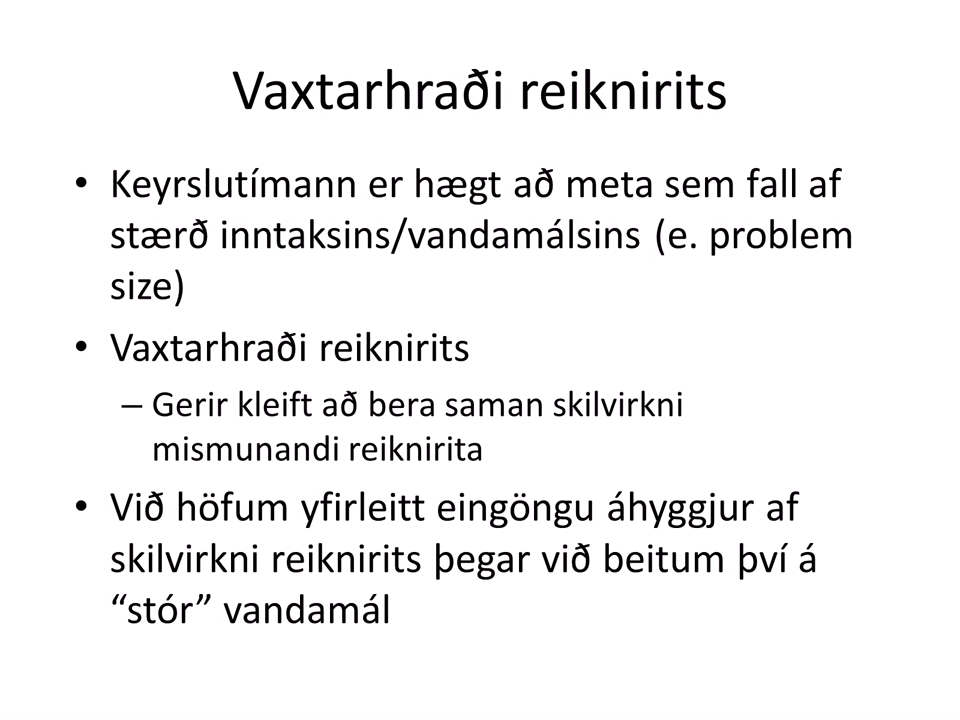 Vaxtarhraði reiknirits
• Keyrslutímann er hægt að meta sem fall af
stærð inntaksins/vandamálsins (e. problem
size)
• Vaxtarhraði reiknirits
– Gerir kleift að bera saman skilvirkni
mismunandi reiknirita
• Við höfum yfirleitt eingöngu áhyggjur af
skilvirkni reiknirits þegar við beitum því á
“stór” vandamál